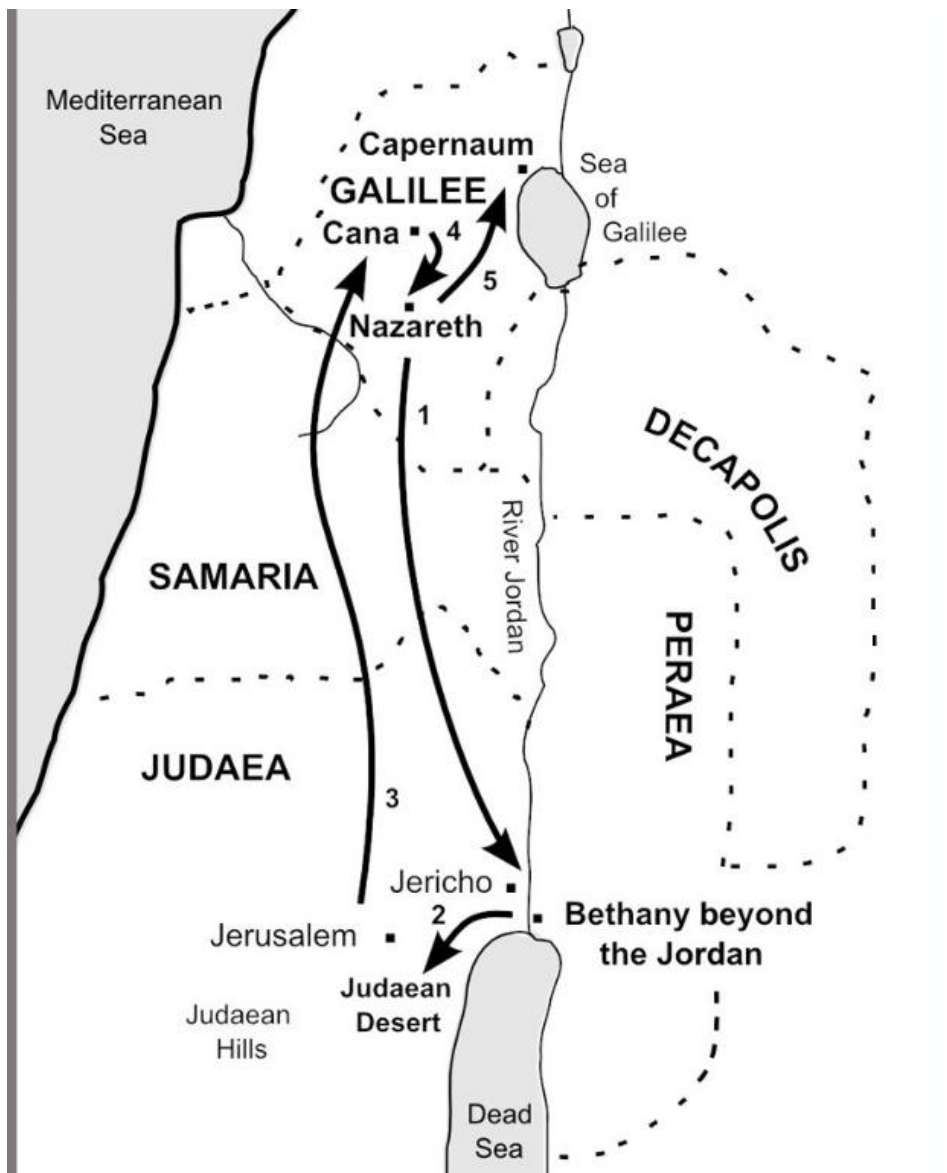 Mediterranean
Sea
Capernaum
GALILEE
Sea
of
Galilee
Cana
4
5
Nazareth
1
DECAPOLIS
River Jordan
SAMARIA
PERAEA
JUDAEA
3
Jericho
2
Bethany beyond
the Jordan
Jerusalem
Judaean
Desert
Judaean
Hills
Dead
Sea